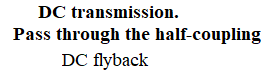 DC transmission.
Pass through the half-coupling
DC flyback